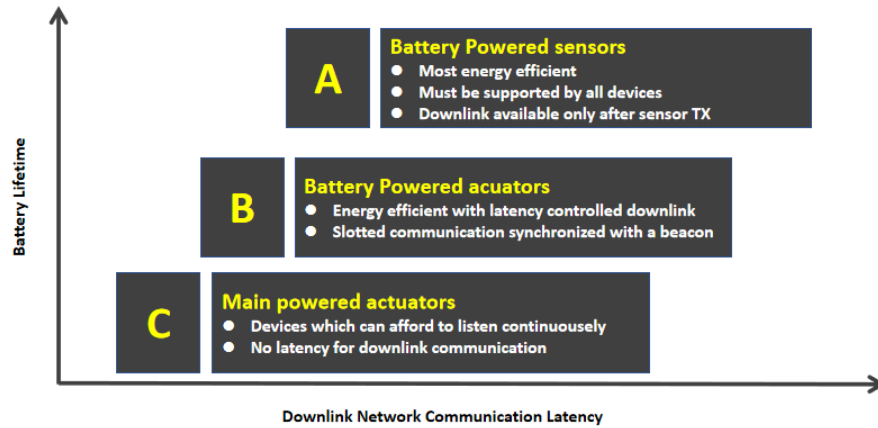 A
Battery Powered sensors
● Most energy efficient
● Must be supported by all devices
● Downlink available only after sensor TX
B
Battery Powered acuators
● Energy efficient with latency controlled downlink
● Slotted communication synchronized with a beacon
C
Main powered actuators
● Devices which can afford to listen continuousely
● No latency for downlink communication
Battery Lifetime
Downlink Network Communication Latency